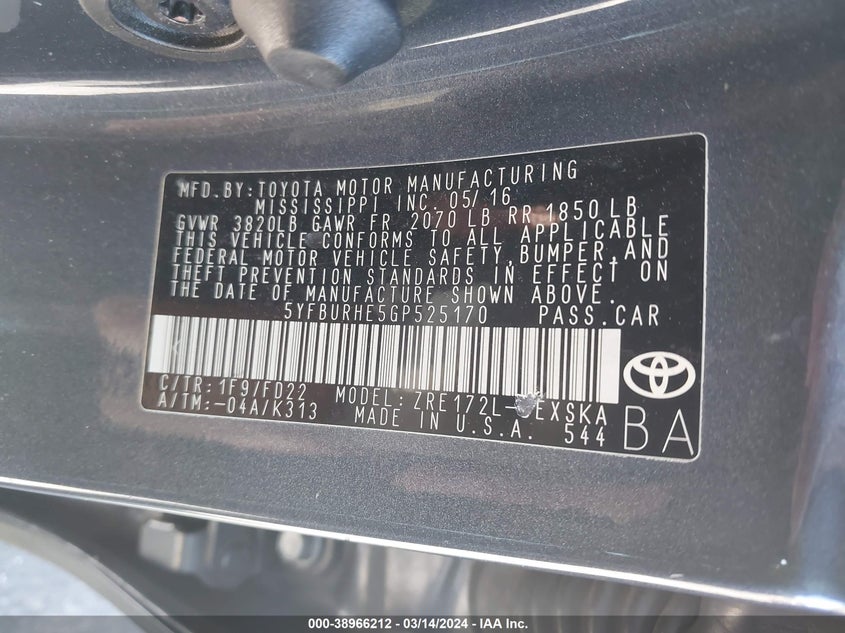 MFD. BY: TOYOTA MOTOR MANUFACTURING
MISSISSIPPI INC. 05/16
GVWR 3820LB GAWR FR 2070 LB RR 1850 LB
THIS VEHICLE CONFORMS TO ALL APPLICABLE
FEDERAL MOTOR VEHICLE SAFETY, BUMPER, AND
THEFT PREVENTION STANDARDS IN EFFECT ON
THE DATE OF MANUFACTURE SHOWN ABOVE.
5YFBURHE5GP525170 PASS. CAR
C/TR: 1F9/FD22 MODEL: ZRE172L- EXSKA
A/TM: -04A/K313 MADE IN U.S.A. 544
BA
000-38966212 - 03/14/2024 - IAA Inc.